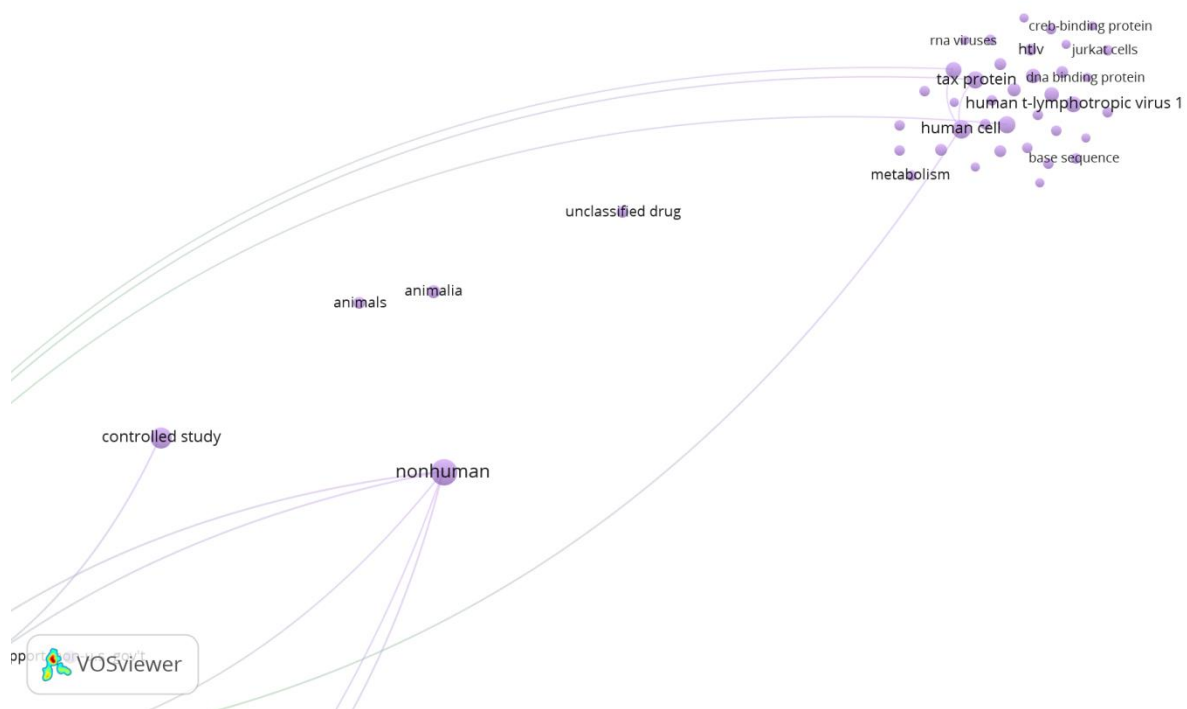 creb-binding protein
rna viruses
htlv
jurkat cells
tax protein
dna binding protein
human t-lymphotropic virus 1
human cell
base sequence
metabolism
unclassified drug
animalia
animals
controlled study
nonhuman
VOSviewer